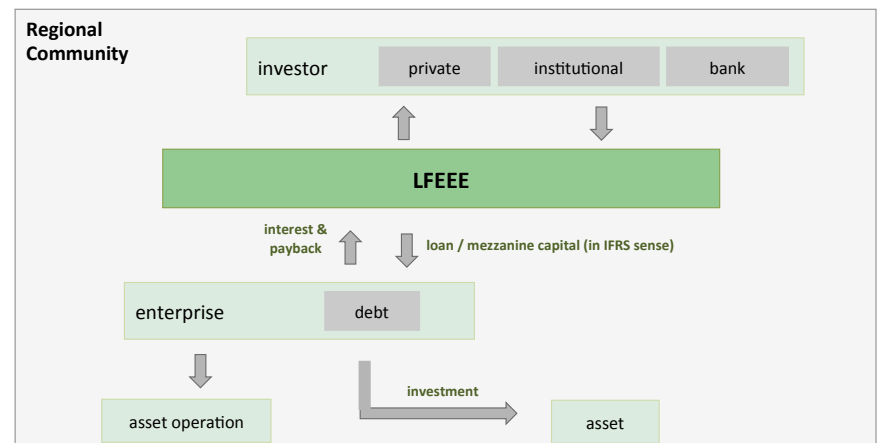 Regional
Community
investor
private
institutional
bank
LFEEE
interest &
payback
loan / mezzanine capital (in IFRS sense)
enterprise
debt
investment
asset operation
asset